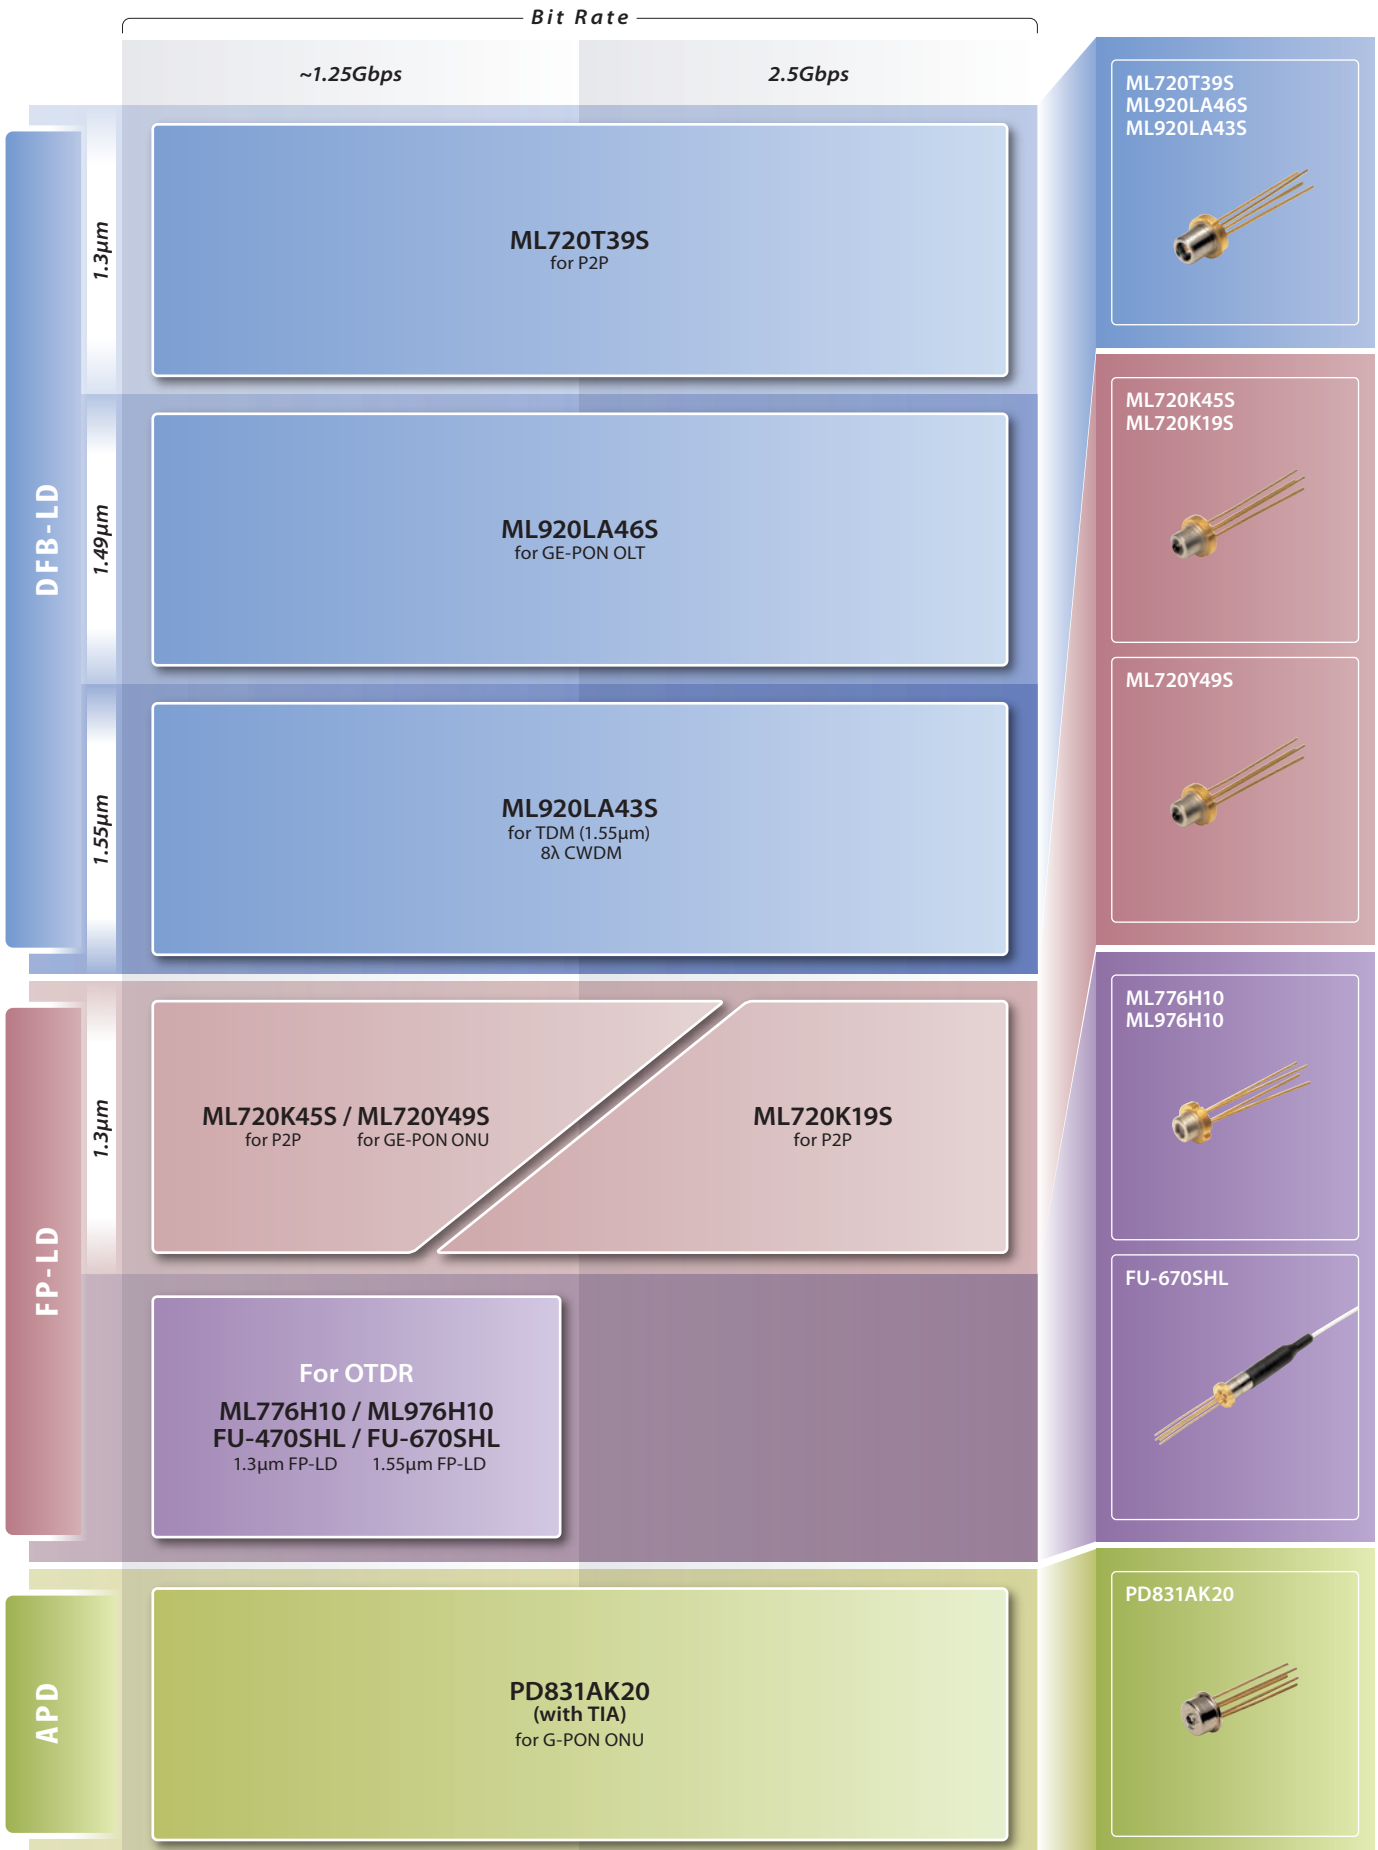 Bit Rate
~1.25Gbps
2.5Gbps
DFB-LD
1.3μm
ML720T39S
for P2P
1.49μm
ML920LA46S
for GE-PON OLT
1.55μm
ML920LA43S
for TDM (1.55μm)
8λ CWDM
FP-LD
1.3μm
ML720K45S / ML720Y49S
for P2P for GE-PON ONU
ML720K19S
for P2P
For OTDR
ML776H10 / ML976H10
FU-470SHL / FU-670SHL
1.3μm FP-LD 1.55μm FP-LD
APD
PD831AK20
(with TIA)
for G-PON ONU
ML720T39S
ML920LA46S
ML920LA43S
ML720K45S
ML720K19S
ML720Y49S
ML776H10
ML976H10
FU-670SHL
PD831AK20